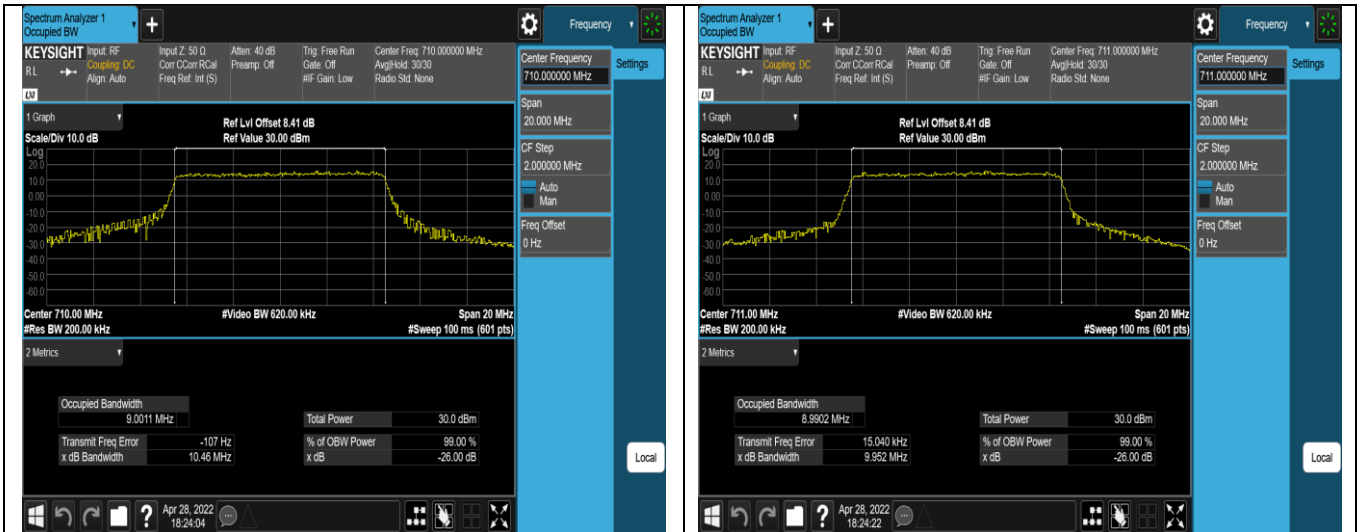 Spectrum Analyzer 1
Occupied BW
+
Frequency
KEYSIGHT
R L
LXI
Input: RF
Coupling: DC
Align: Auto
Input Z: 50 Ω
Corr CCorr RCal
Freq Ref: Int (S)
Atten: 40 dB
Preamp: Off
Trig: Free Run
Gate: Off
#IF Gain: Low
Center Freq: 710.000000 MHz
Avg|Hold: 30/30
Radio Std: None
Center Frequency
710.000000 MHz
Settings
Span
20.000 MHz
CF Step
2.000000 MHz
Auto
Man
Freq Offset
0 Hz
Local
1 Graph
Scale/Div 10.0 dB
Ref Lvl Offset 8.41 dB
Ref Value 30.00 dBm
Log
20.0
10.0
0.00
-10.0
-20.0
-30.0
-40.0
-50.0
-60.0
Center 710.00 MHz
#Video BW 620.00 kHz
Span 20 MHz
#Res BW 200.00 kHz
#Sweep 100 ms (601 pts)
2 Metrics
Occupied Bandwidth
9.0011 MHz
Total Power 30.0 dBm
Transmit Freq Error -107 Hz
% of OBW Power 99.00 %
x dB Bandwidth 10.46 MHz
x dB -26.00 dB
?
Apr 28, 2022
18:24:04
Spectrum Analyzer 1
Occupied BW
+
Frequency
KEYSIGHT
R L
LXI
Input: RF
Coupling: DC
Align: Auto
Input Z: 50 Ω
Corr CCorr RCal
Freq Ref: Int (S)
Atten: 40 dB
Preamp: Off
Trig: Free Run
Gate: Off
#IF Gain: Low
Center Freq: 711.000000 MHz
Avg|Hold: 30/30
Radio Std: None
Center Frequency
711.000000 MHz
Settings
Span
20.000 MHz
CF Step
2.000000 MHz
Auto
Man
Freq Offset
0 Hz
Local
1 Graph
Scale/Div 10.0 dB
Ref Lvl Offset 8.41 dB
Ref Value 30.00 dBm
Log
20.0
10.0
0.00
-10.0
-20.0
-30.0
-40.0
-50.0
-60.0
Center 711.00 MHz
#Video BW 620.00 kHz
Span 20 MHz
#Res BW 200.00 kHz
#Sweep 100 ms (601 pts)
2 Metrics
Occupied Bandwidth
8.9902 MHz
Total Power 30.0 dBm
Transmit Freq Error 15.040 kHz
% of OBW Power 99.00 %
x dB Bandwidth 9.952 MHz
x dB -26.00 dB
?
Apr 28, 2022
18:24:22